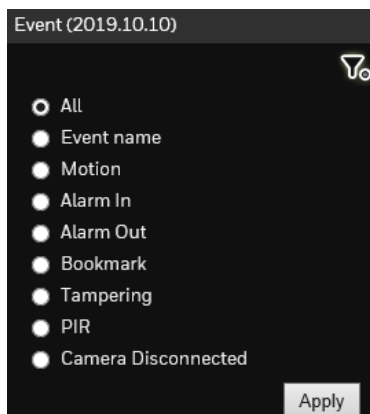 Event (2019.10.10)
All
Event name
Motion
Alarm In
Alarm Out
Bookmark
Tampering
PIR
Camera Disconnected
Apply